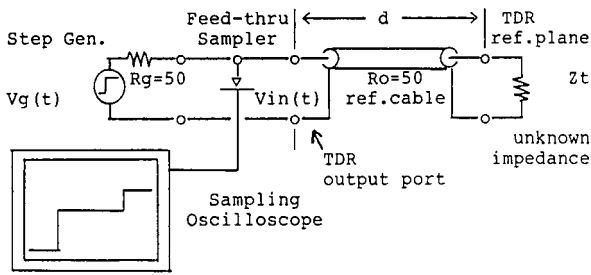 Feed-thru
Sampler
d
TDR
ref.plane
Step Gen.
Rg=50
Vg(t)
Vin(t)
Ro=50
ref.cable
Zt
unknown
impedance
TDR
output port
Sampling
Oscilloscope